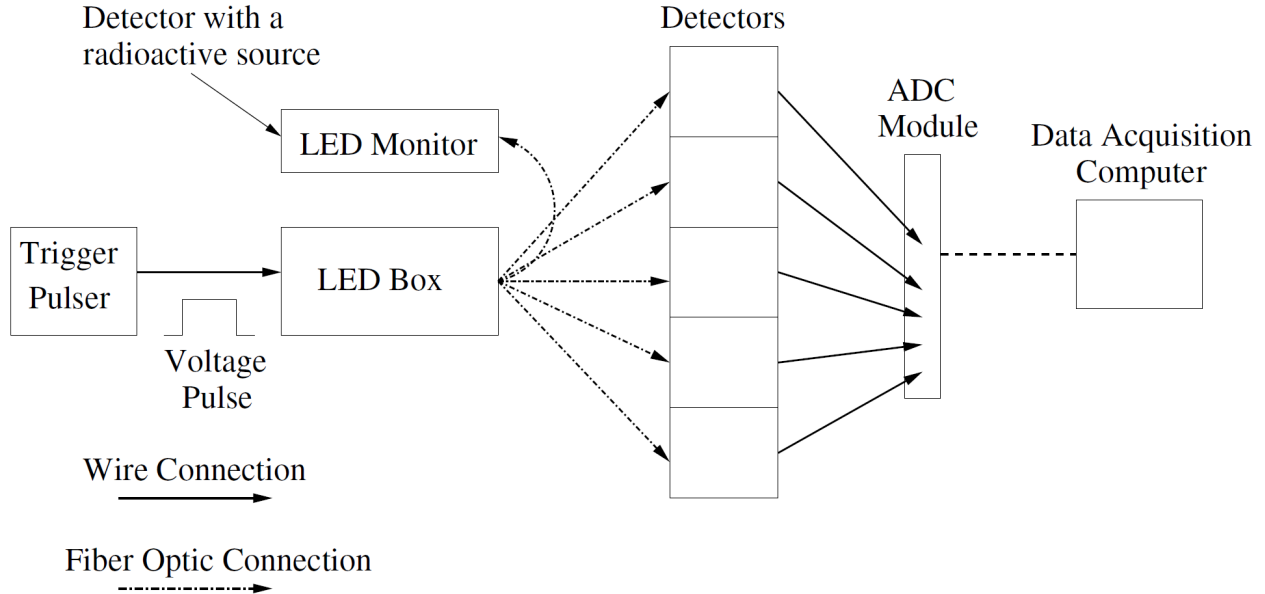 Detector with a
radioactive source
Detectors
LED Monitor
ADC
Module
Data Acquisition
Computer
Trigger
Pulser
LED Box
Voltage
Pulse
Wire Connection
Fiber Optic Connection